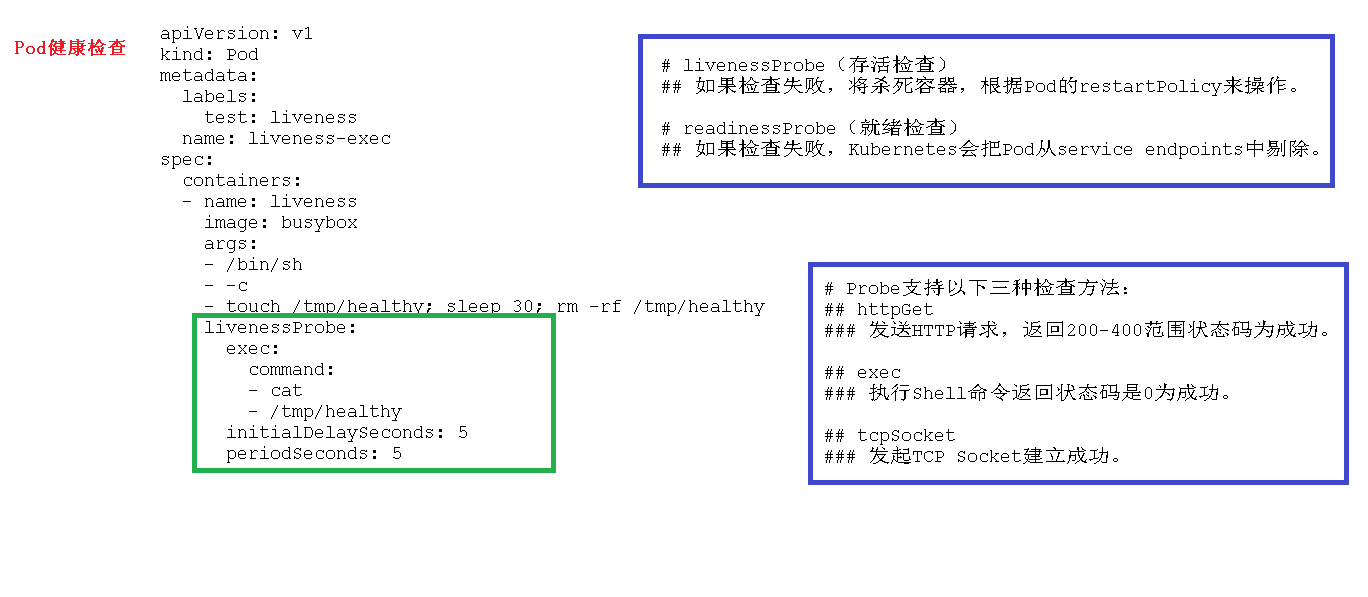 Pod健康检查
apiVersion: v1
kind: Pod
metadata:
  labels:
    test: liveness
  name: liveness-exec
spec:
  containers:
  - name: liveness
    image: busybox
    args:
    - /bin/sh
    - -c
    - touch /tmp/healthy; sleep 30; rm -rf /tmp/healthy
    livenessProbe:
      exec:
        command:
        - cat
        - /tmp/healthy
      initialDelaySeconds: 5
      periodSeconds: 5
# livenessProbe（存活检查）
## 如果检查失败，将杀死容器，根据Pod的restartPolicy来操作。
# readinessProbe（就绪检查）
## 如果检查失败，Kubernetes会把Pod从service endpoints中剔除。
# Probe支持以下三种检查方法：
## httpGet
### 发送HTTP请求，返回200-400范围状态码为成功。
## exec
### 执行Shell命令返回状态码是0为成功。
## tcpSocket
### 发起TCP Socket建立成功。